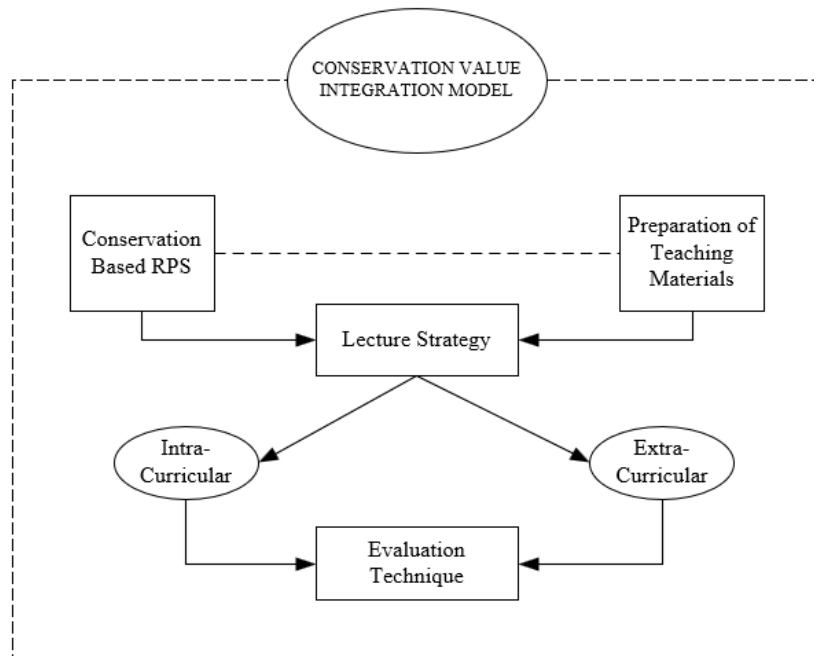 CONSERVATION VALUE
INTEGRATION MODEL
Conservation
Based RPS
Preparation of
Teaching
Materials
Lecture Strategy
Intra-
Curricular
Extra-
Curricular
Evaluation
Technique